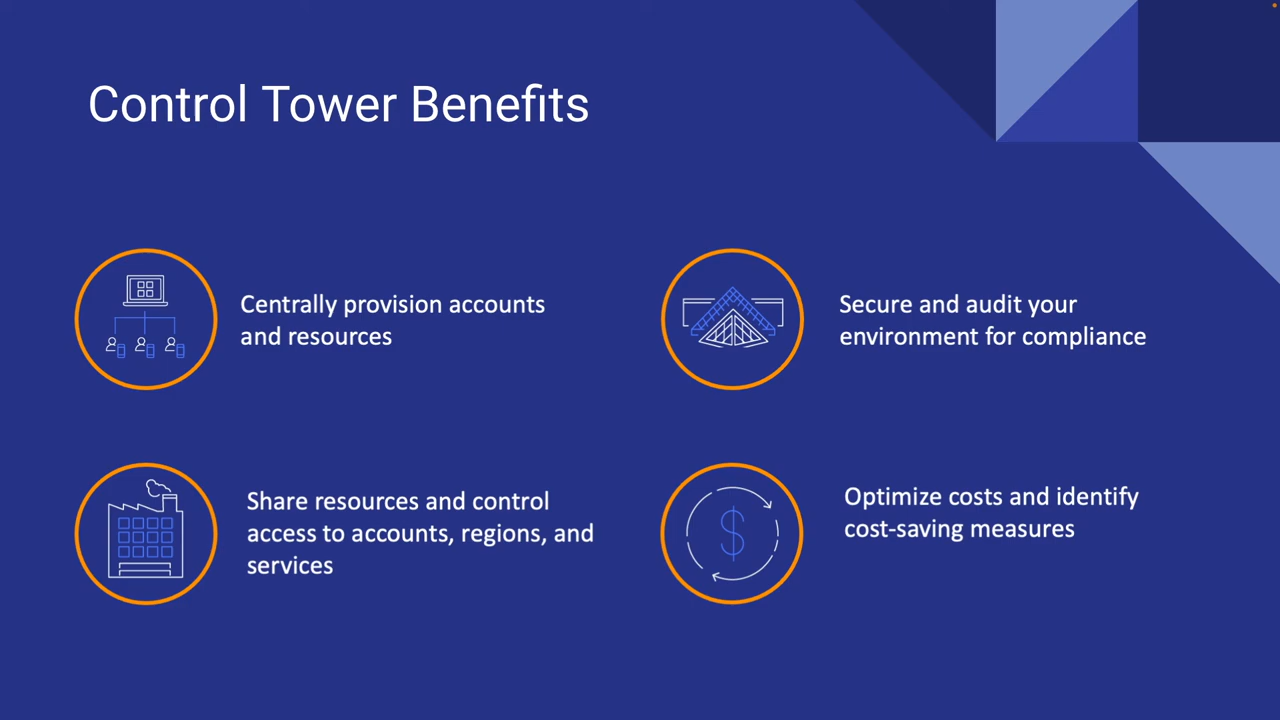 Control Tower Benefits
Centrally provision accounts
and resources
Secure and audit your
environment for compliance
Share resources and control
access to accounts, regions, and
services
Optimize costs and identify
cost-saving measures